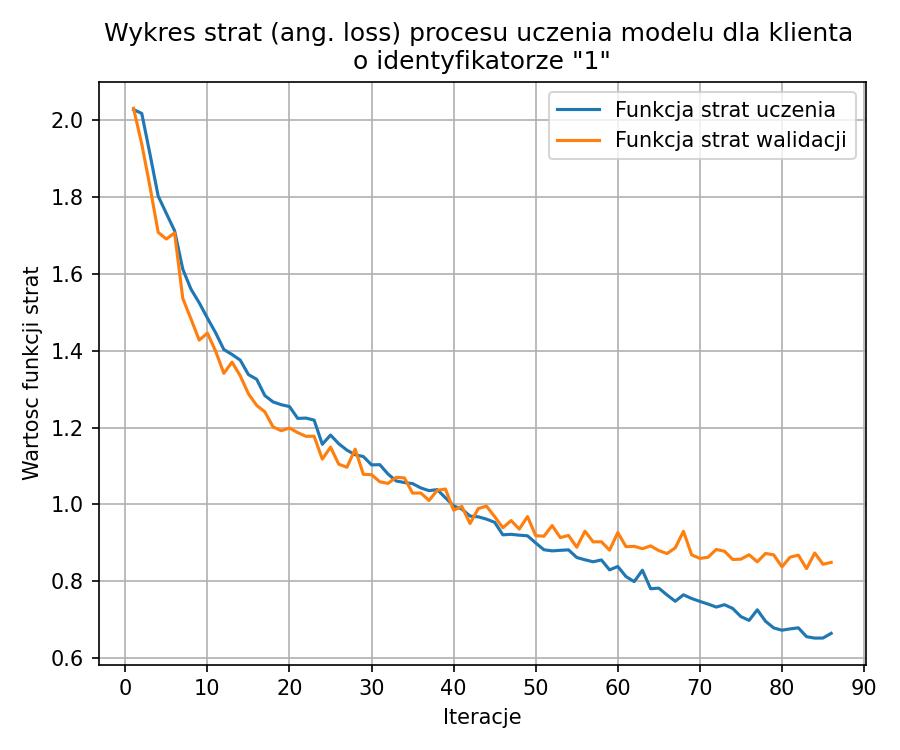 Wykres strat (ang. loss) procesu uczenia modelu dla klienta
o identyfikatorze "1"
Funkcja strat uczenia
Funkcja strat walidacji
Wartosc funkcji strat
2.0
1.8
1.6
1.4
1.2
1.0
0.8
0.6
0 10 20 30 40 50 60 70 80 90
Iteracje